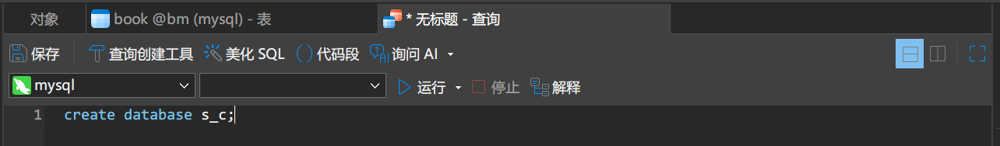 对象 book @bm (mysql) - 表 * 无标题 - 查询
保存 查询创建工具 美化 SQL () 代码段 AI 询问 AI
mysql 运行 停止 解释
1 create database s_c;